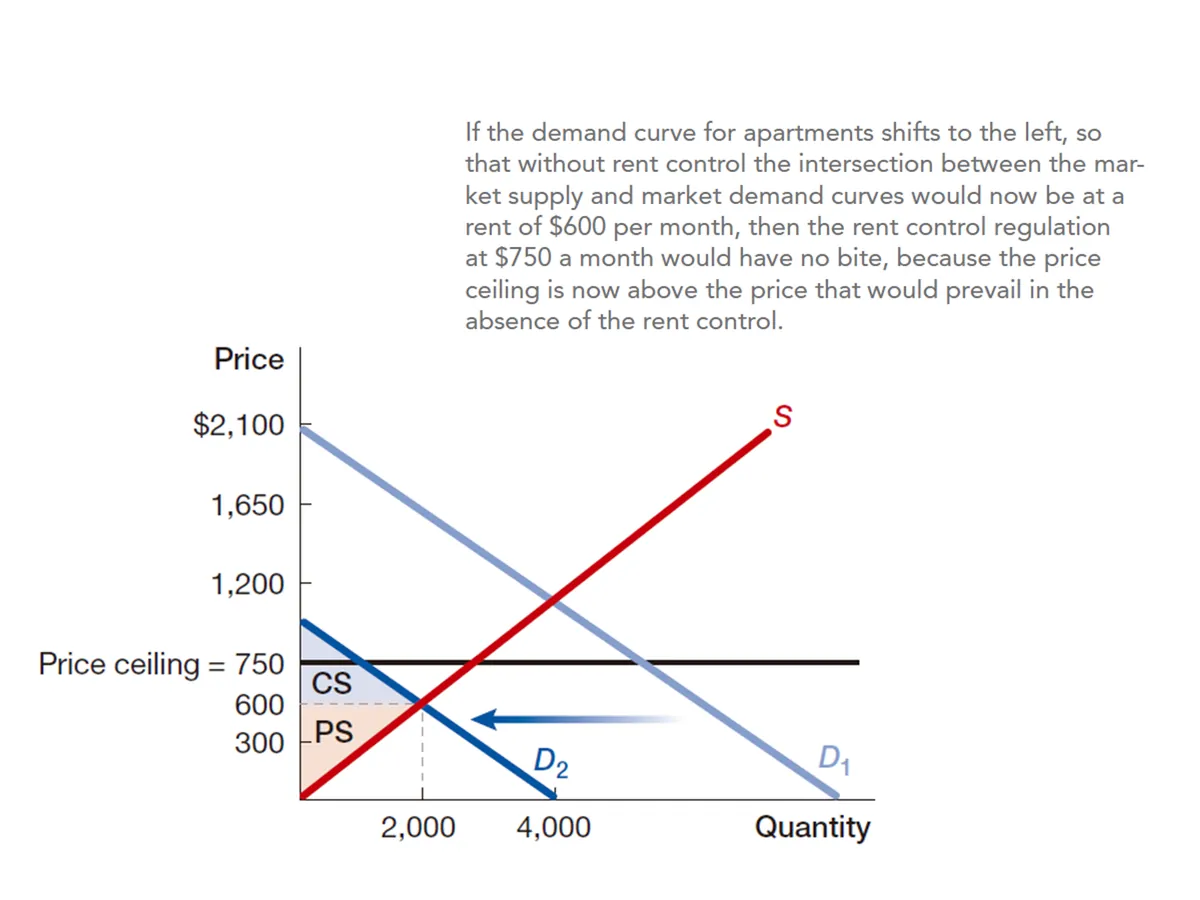 If the demand curve for apartments shifts to the left, so
that without rent control the intersection between the mar-
ket supply and market demand curves would now be at a
rent of $600 per month, then the rent control regulation
at $750 a month would have no bite, because the price
ceiling is now above the price that would prevail in the
absence of the rent control.
Price
$2,100
S
1,650
1,200
Price ceiling = 750
CS
600
PS
300
D₂
D₁
2,000
4,000
Quantity